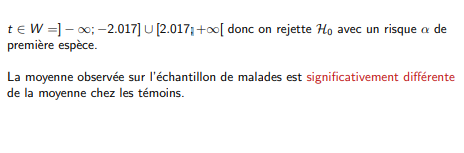 t ∈ W =] − ∞; −2.017] ∪ [2.017; +∞[ donc on rejette ℋ₀ avec un risque α de
première espèce.
La moyenne observée sur l'échantillon de malades est significativement différente
de la moyenne chez les témoins.